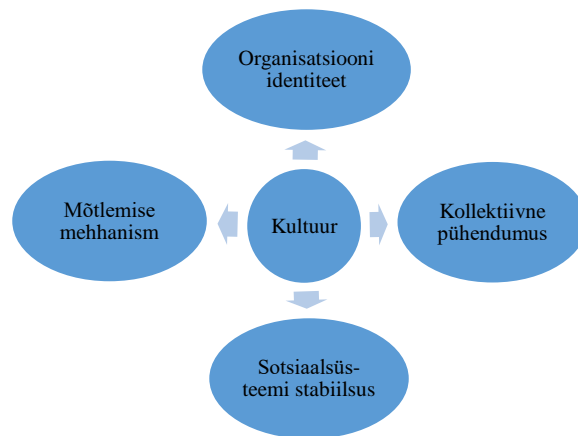 Organisatsiooni
identiteet
Mõtlemise
mehhanism
Kultuur
Kollektiivne
pühendumus
Sotsiaalsüs-
teemi stabiilsus